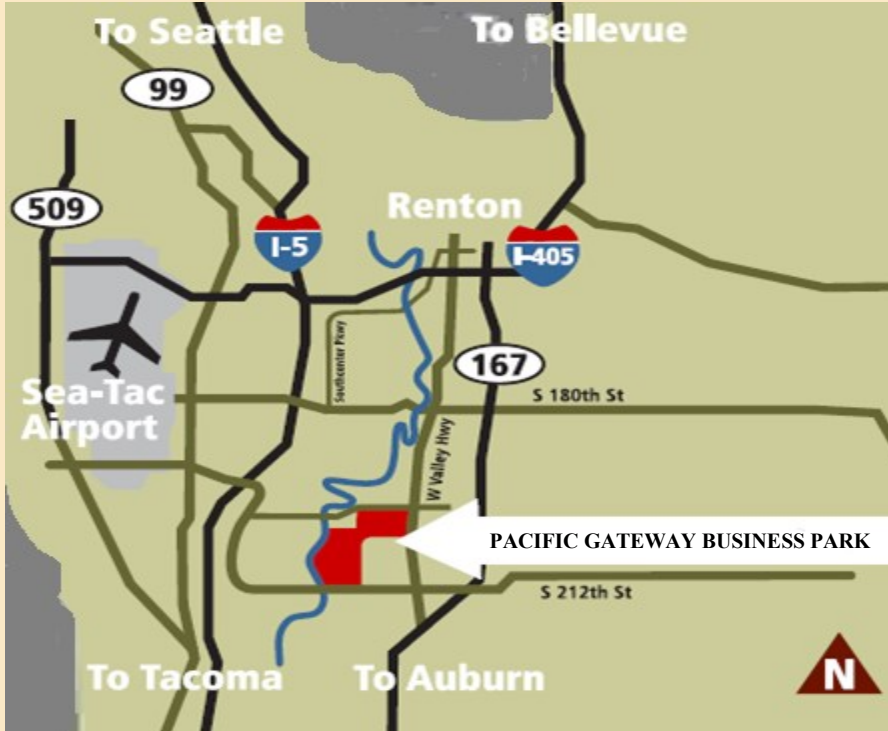 To Seattle
To Bellevue
99
509
Renton
I-5
I-405
Southcenter Pkwy
167
Sea-Tac
Airport
S 180th St
W Valley Hwy
PACIFIC GATEWAY BUSINESS PARK
S 212th St
To Tacoma
To Auburn
N